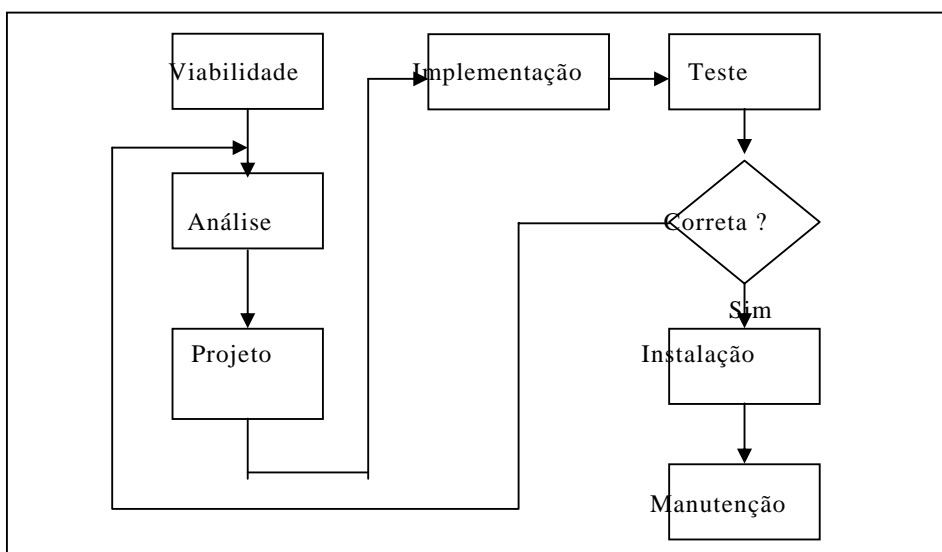 Viabilidade
Implementação
Teste
Análise
Correta ?
Sim
Projeto
Instalação
Manutenção